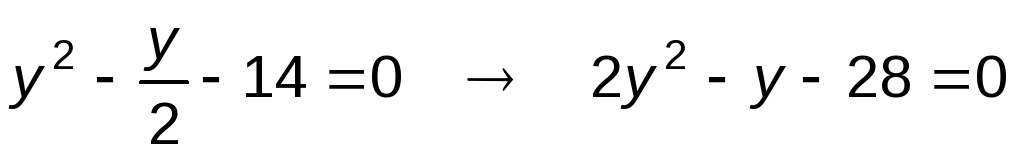 y² - y/2 - 14 = 0 → 2y² - y - 28 = 0